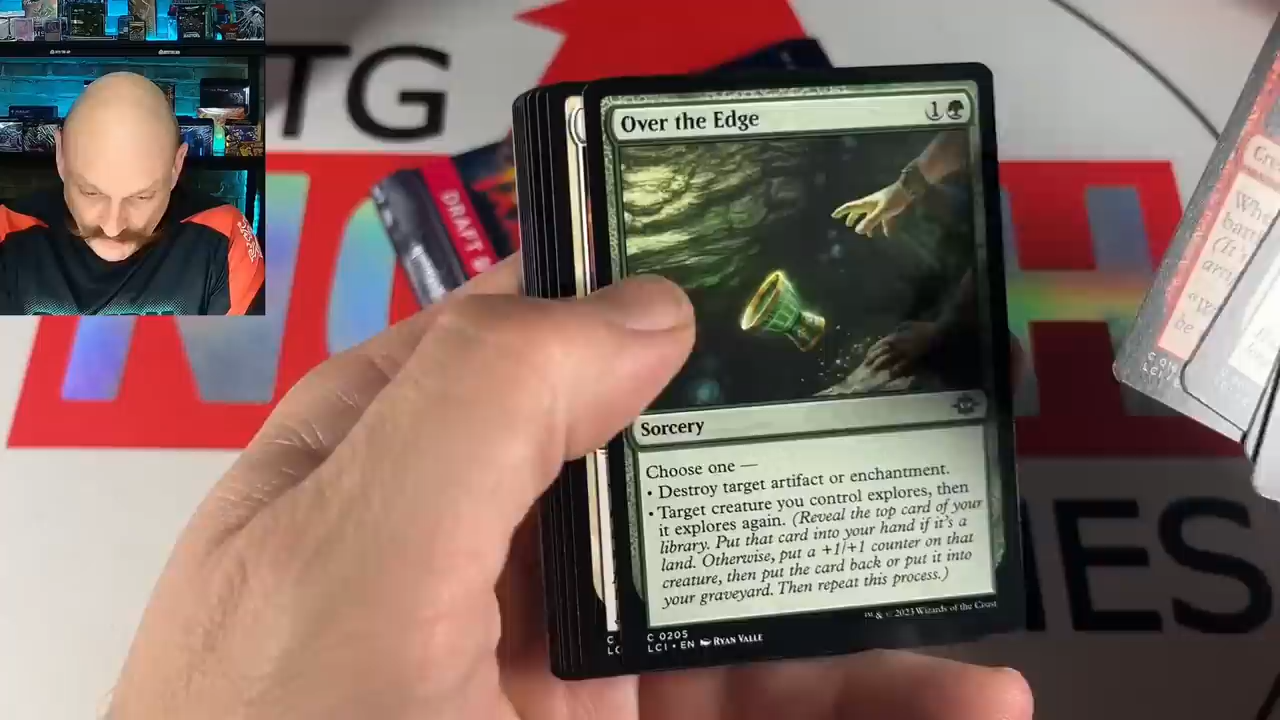 TG
DRAFT
Over the Edge
1
Sorcery
Choose one —
• Destroy target artifact or enchantment.
• Target creature you control explores, then
it explores again. (Reveal the top card of your
library. Put that card into your hand if it's a
land. Otherwise, put a +1/+1 counter on that
creature, then put the card back or put it into
your graveyard. Then repeat this process.)
™ & © 2023 Wizards of the Coast
C 0205
LCI • EN RYAN VALLE